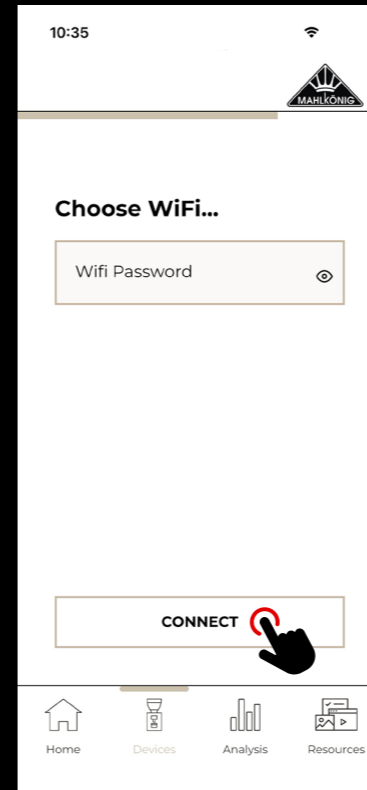 10:35
MAHLKÖNIG
Choose WiFi...
Wifi Password
CONNECT
Home Devices Analysis Resources